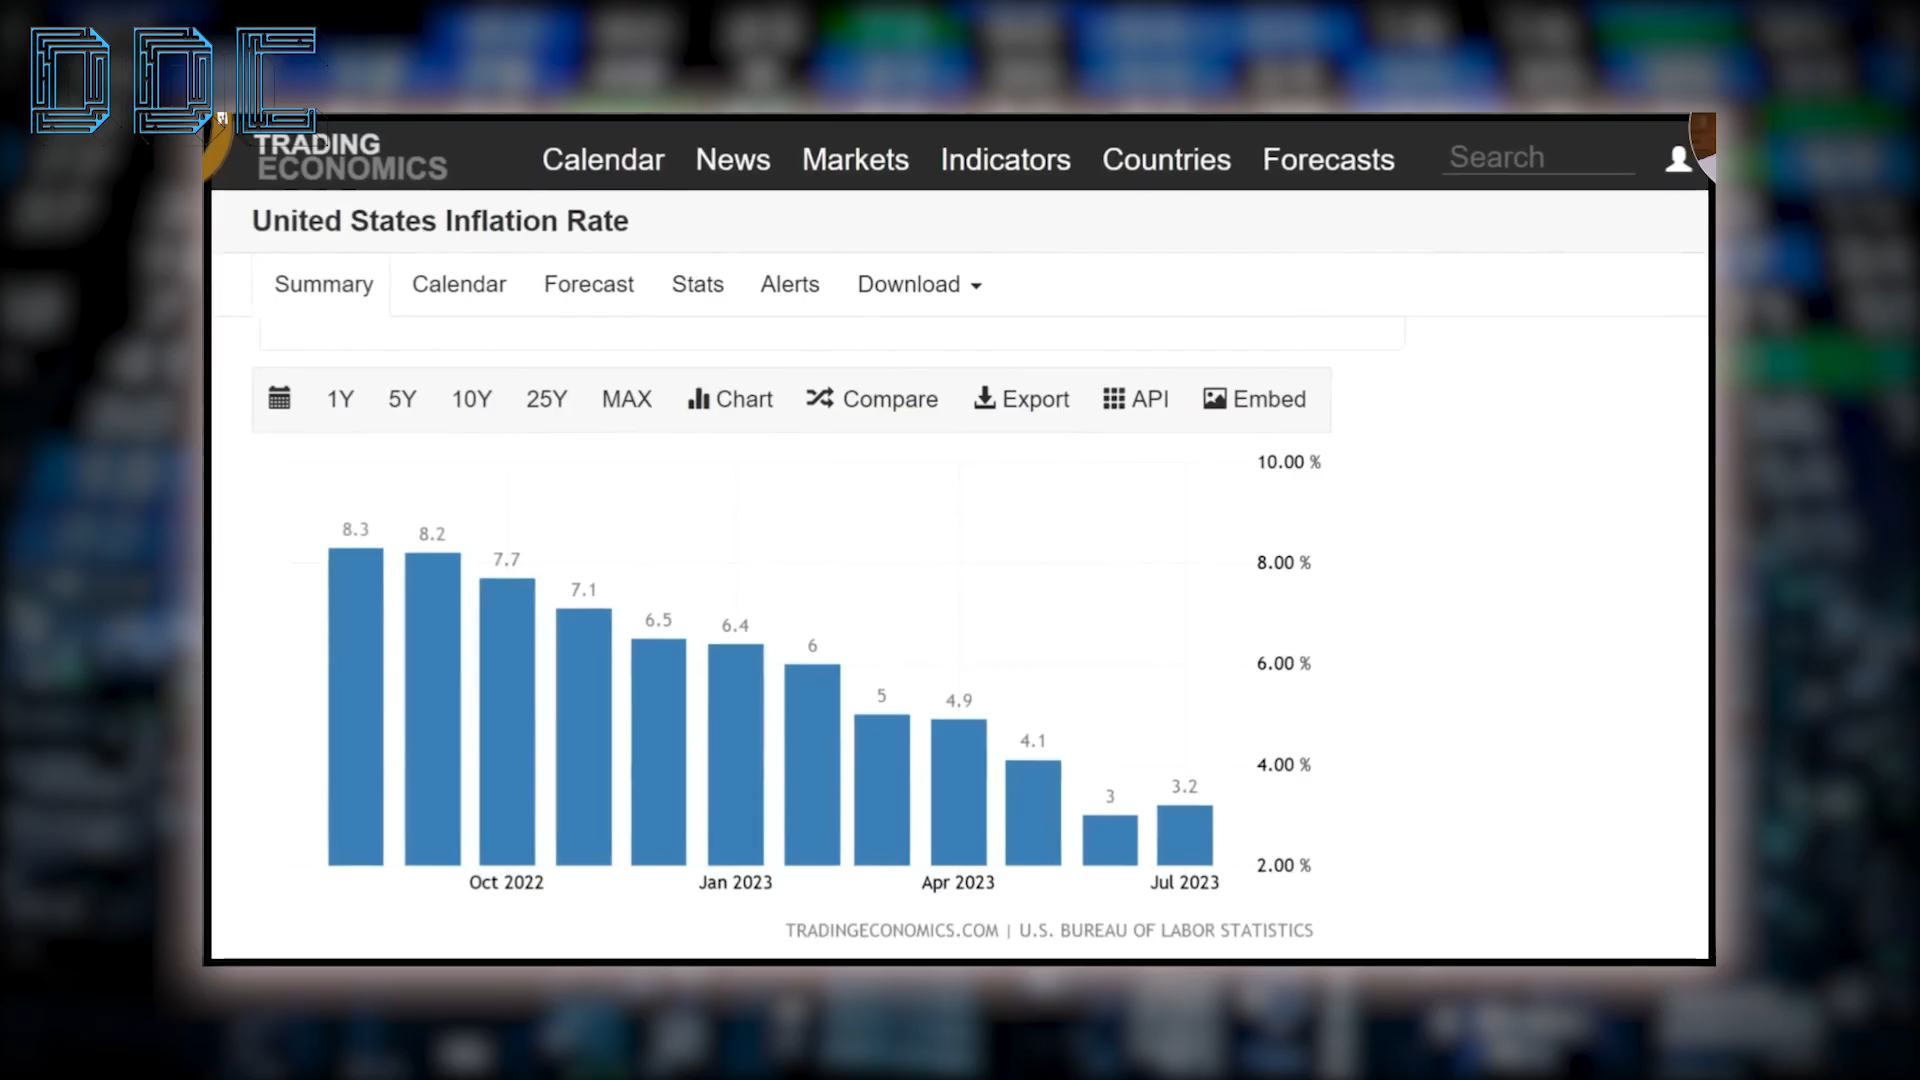 DDC
TRADING
ECONOMICS
Calendar News Markets Indicators Countries Forecasts Search
United States Inflation Rate
Summary Calendar Forecast Stats Alerts Download
1Y 5Y 10Y 25Y MAX Chart Compare Export API Embed
10.00 %
8.00 %
6.00 %
4.00 %
2.00 %
8.3 8.2 7.7 7.1 6.5 6.4 6 5 4.9 4.1 3 3.2
Oct 2022 Jan 2023 Apr 2023 Jul 2023
TRADINGECONOMICS.COM | U.S. BUREAU OF LABOR STATISTICS